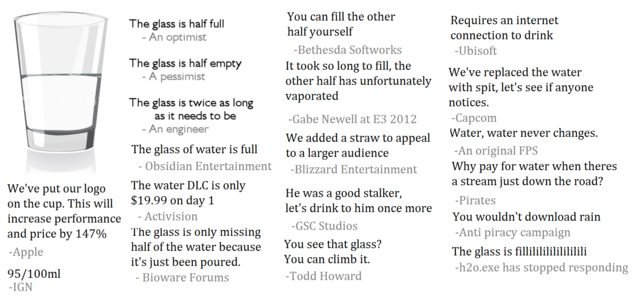 The glass is half full
- An optimist
The glass is half empty
- A pessimist
The glass is twice as long
as it needs to be
- An engineer
The glass of water is full
- Obsidian Entertainment
We've put our logo
on the cup. This will
increase performance
and price by 147%
-Apple
95/100ml
-IGN
The water DLC is only
$19.99 on day 1
- Activision
The glass is only missing
half of the water because
it's just been poured.
- Bioware Forums
You can fill the other
half yourself
-Bethesda Softworks
It took so long to fill, the
other half has unfortunately
vaporated
-Gabe Newell at E3 2012
We added a straw to appeal
to a larger audience
-Blizzard Entertainment
He was a good stalker,
let's drink to him once more
-GSC Studios
You see that glass?
You can climb it.
-Todd Howard
Requires an internet
connection to drink
-Ubisoft
We've replaced the water
with spit, let's see if anyone
notices.
-Capcom
Water, water never changes.
-An original FPS
Why pay for water when theres
a stream just down the road?
-Pirates
You wouldn't download rain
-Anti piracy campaign
The glass is fillililililililililili
-h2o.exe has stopped responding